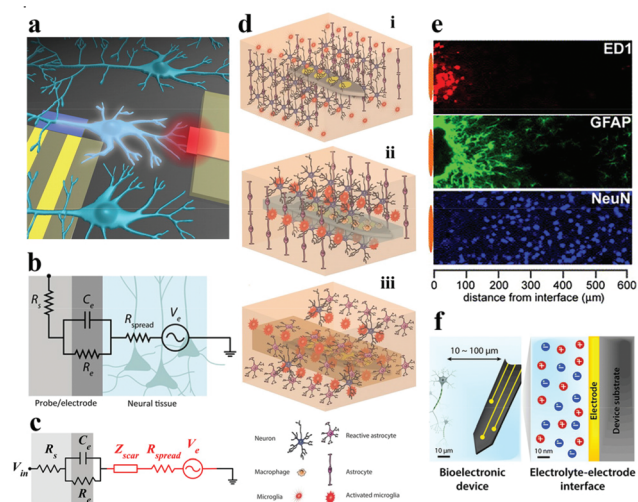 a
b
R_s
C_e
R_e
R_spread
V_e
Probe/electrode
Neural tissue
c
V_in
R_s
C_e
R_e
Z_scar
R_spread
V_e
d
i
ii
iii
Neuron
Reactive astrocyte
Macrophage
Astrocyte
Microglia
Activated microglia
e
ED1
GFAP
NeuN
0 100 200 300 400 500 600
distance from interface (μm)
f
10 ~ 100 μm
10 μm
Bioelectronic
device
10 nm
Electrode
Device substrate
Electrolyte-electrode
interface